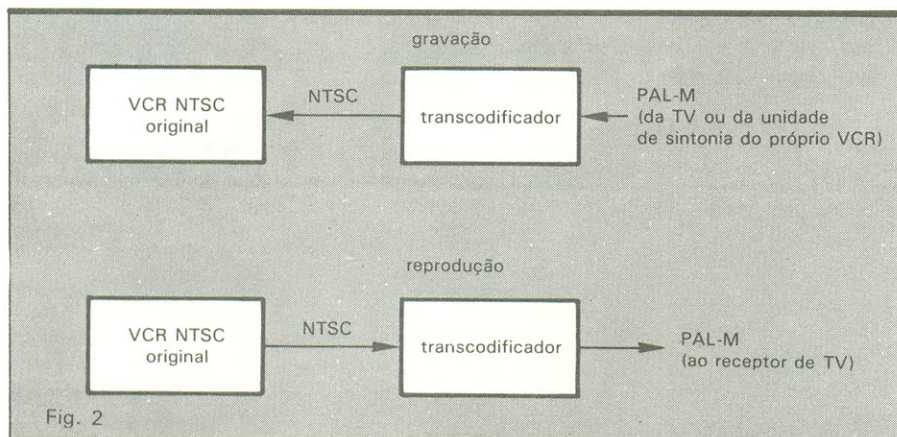 gravação
VCR NTSC
original
NTSC
transcodificador
PAL-M
(da TV ou da unidade
de sintonia do próprio VCR)
reprodução
VCR NTSC
original
NTSC
transcodificador
PAL-M
(ao receptor de TV)
Fig. 2